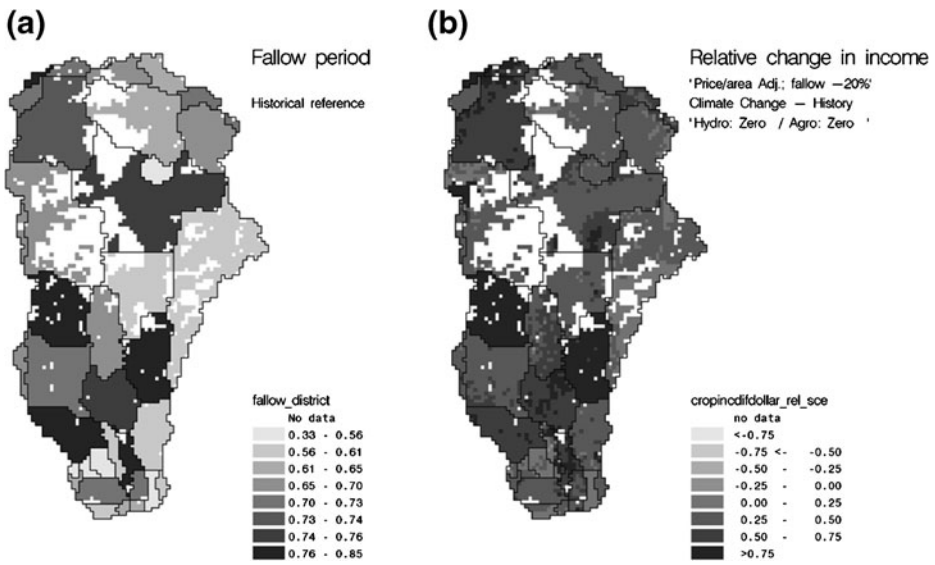 (a)
Fallow period
Historical reference
fallow_district
No data
0.33 - 0.56
0.56 - 0.61
0.61 - 0.65
0.65 - 0.70
0.70 - 0.73
0.73 - 0.74
0.74 - 0.76
0.76 - 0.85
(b)
Relative change in income
'Price/area Adj.: fallow −20%'
Climate Change − History
'Hydro: Zero / Agro: Zero '
cropincdifdollar_rel_sce
no data
<-0.75
-0.75 <- -0.50
-0.50 - -0.25
-0.25 - 0.00
0.00 - 0.25
0.25 - 0.50
0.50 - 0.75
>0.75